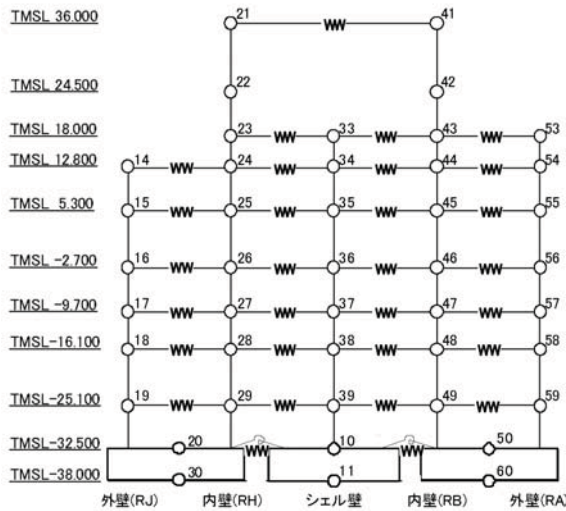 TMSL 36.000 21 41
TMSL 24.500 22 42
TMSL 18.000 23 33 43 53
TMSL 12.800 14 24 34 44 54
TMSL 5.300 15 25 35 45 55
TMSL -2.700 16 26 36 46 56
TMSL -9.700 17 27 37 47 57
TMSL-16.100 18 28 38 48 58
TMSL-25.100 19 29 39 49 59
TMSL-32.500 20 10 50
TMSL-38.000 30 11 60
外壁(RJ) 内壁(RH) シェル壁 内壁(RB) 外壁(RA)